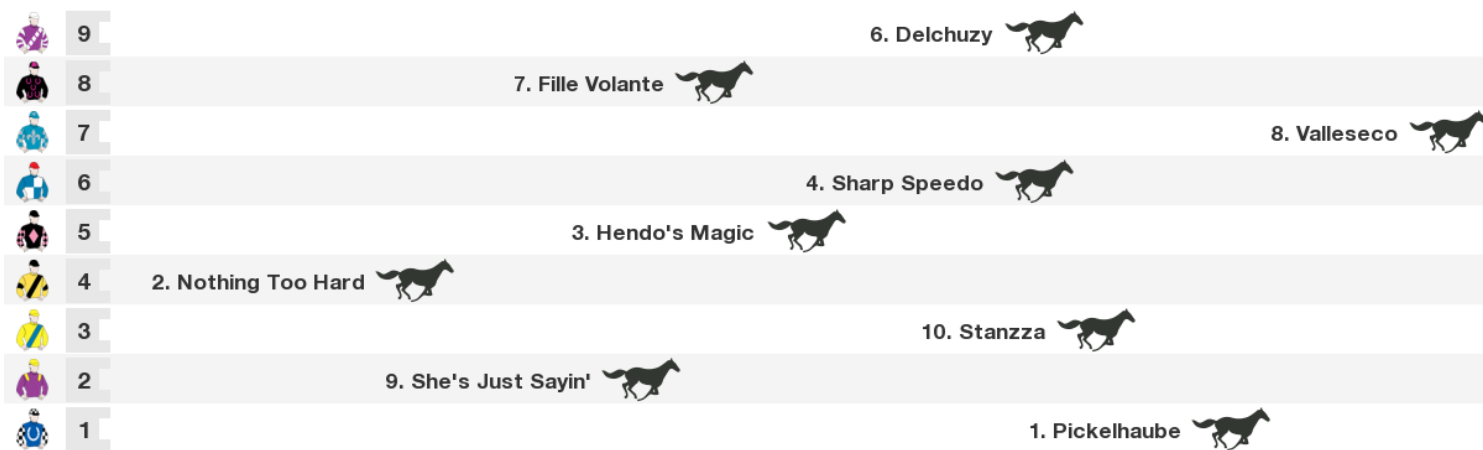 9 6. Delchuzy
8 7. Fille Volante
7 8. Valleseco
6 4. Sharp Speedo
5 3. Hendo's Magic
4 2. Nothing Too Hard
3 10. Stanzza
2 9. She's Just Sayin'
1 1. Pickelhaube